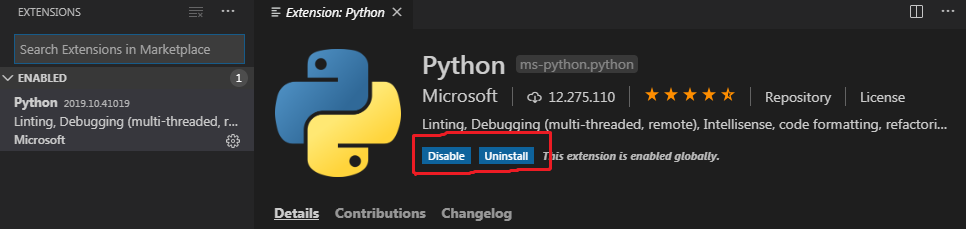 EXTENSIONS
Search Extensions in Marketplace
ENABLED 1
Python 2019.10.41019
Linting, Debugging (multi-threaded, r...
Microsoft
Extension: Python
Python ms-python.python
Microsoft 12.275.110 Repository License
Linting, Debugging (multi-threaded, remote), Intellisense, code formatting, refactori...
Disable Uninstall This extension is enabled globally.
Details Contributions Changelog